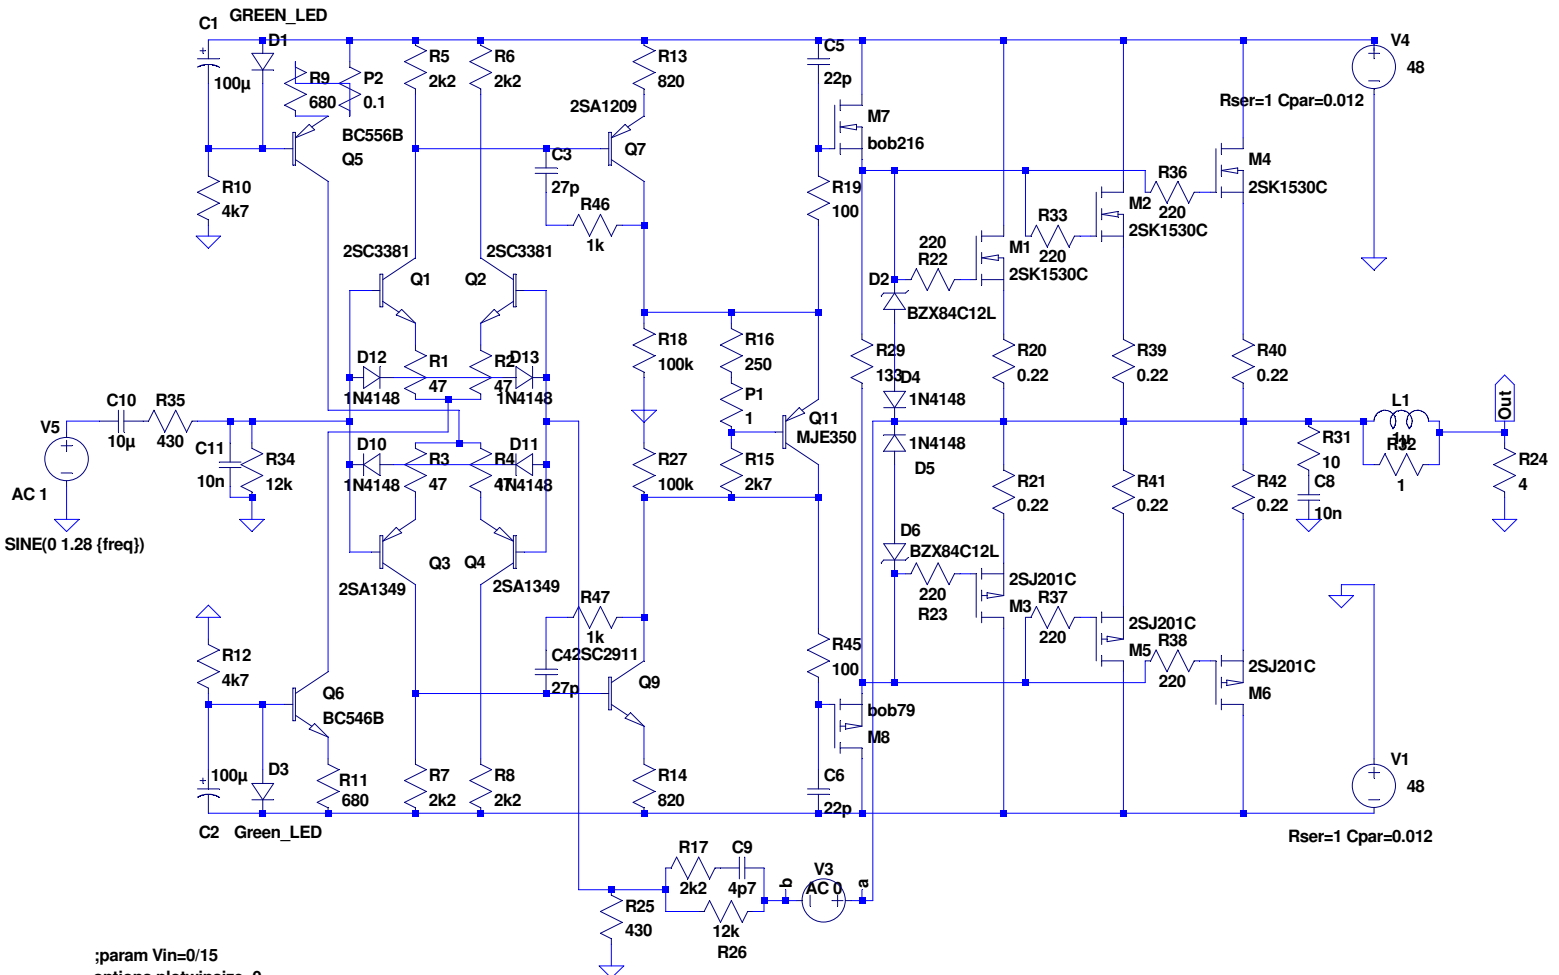 GREEN_LED
C1
D1
100µ
R9
680
P2
0.1
R5
2k2
R6
2k2
R13
820
C5
22p
V4
48
Rser=1 Cpar=0.012
2SA1209
BC556B
Q5
Q7
M7
bob216
M4
2SK1530C
C3
27p
R10
4k7
R46
1k
R19
100
R36
220
M2
2SK1530C
R33
220
2SC3381
2SC3381
Q1
Q2
220
R22
M1
2SK1530C
D2
BZX84C12L
D12
1N4148
R1
47
R2
47
D13
1N4148
R18
100k
R16
250
P1
1
R29
133
D4
1N4148
R20
0.22
R39
0.22
R40
0.22
Q11
MJE350
C10
10µ
R35
430
V5
AC 1
SINE(0 1.28 {freq})
C11
10n
R34
12k
D10
1N4148
R3
47
R4
47
D11
1N4148
R27
100k
R15
2k7
1N4148
D5
R21
0.22
R41
0.22
R42
0.22
L1
R32
1
R31
10
C8
10n
Out
R24
4
Q3
Q4
2SA1349
2SA1349
D6
BZX84C12L
220
R23
2SJ201C
M3
R37
220
2SJ201C
M5
R38
220
2SJ201C
M6
R47
1k
C4
27p
2SC2911
Q9
R45
100
bob79
M8
R12
4k7
Q6
BC546B
100µ
D3
R11
680
C2
Green_LED
R7
2k2
R8
2k2
R14
820
C6
22p
V1
48
Rser=1 Cpar=0.012
R17
2k2
C9
4p7
b
V3
AC 0
a
R25
430
12k
R26
;param Vin=0/15